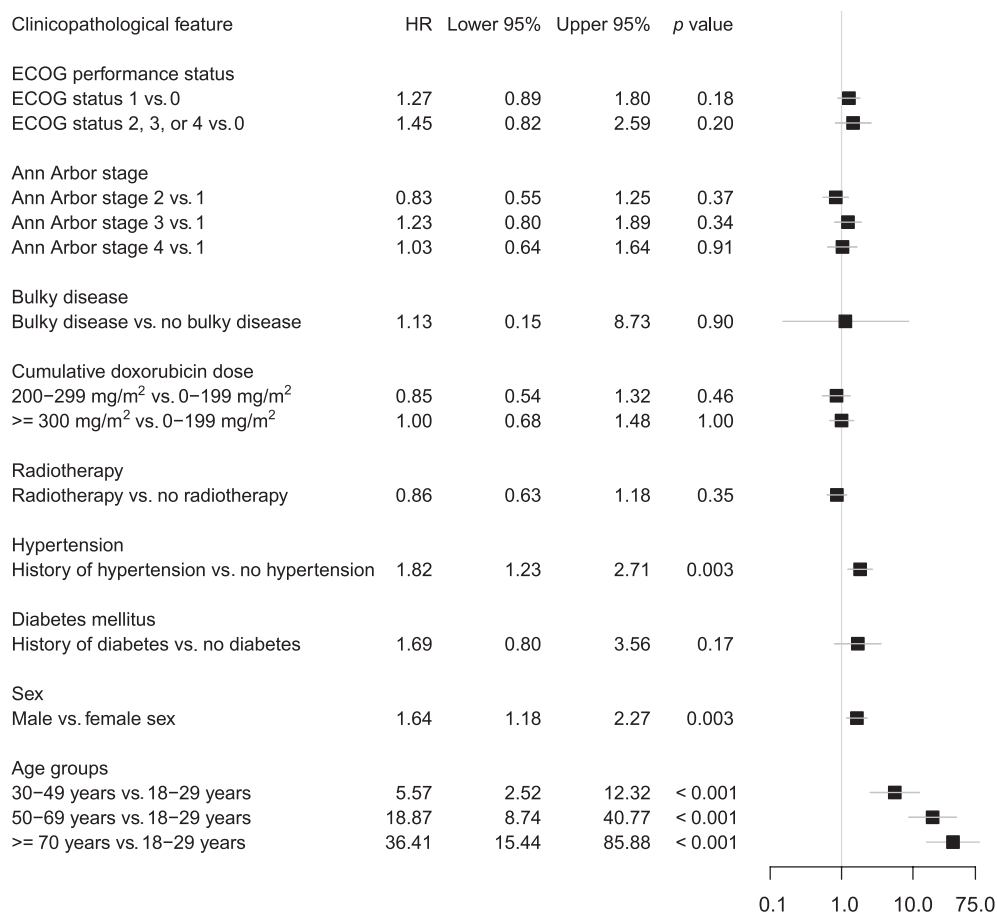 Clinicopathological feature HR Lower 95% Upper 95% p value
ECOG performance status
ECOG status 1 vs. 0 1.27 0.89 1.80 0.18
ECOG status 2, 3, or 4 vs. 0 1.45 0.82 2.59 0.20
Ann Arbor stage
Ann Arbor stage 2 vs. 1 0.83 0.55 1.25 0.37
Ann Arbor stage 3 vs. 1 1.23 0.80 1.89 0.34
Ann Arbor stage 4 vs. 1 1.03 0.64 1.64 0.91
Bulky disease
Bulky disease vs. no bulky disease 1.13 0.15 8.73 0.90
Cumulative doxorubicin dose
200−299 mg/m² vs. 0−199 mg/m² 0.85 0.54 1.32 0.46
>= 300 mg/m² vs. 0−199 mg/m² 1.00 0.68 1.48 1.00
Radiotherapy
Radiotherapy vs. no radiotherapy 0.86 0.63 1.18 0.35
Hypertension
History of hypertension vs. no hypertension 1.82 1.23 2.71 0.003
Diabetes mellitus
History of diabetes vs. no diabetes 1.69 0.80 3.56 0.17
Sex
Male vs. female sex 1.64 1.18 2.27 0.003
Age groups
30−49 years vs. 18−29 years 5.57 2.52 12.32 < 0.001
50−69 years vs. 18−29 years 18.87 8.74 40.77 < 0.001
>= 70 years vs. 18−29 years 36.41 15.44 85.88 < 0.001
0.1 1.0 10.0 75.0